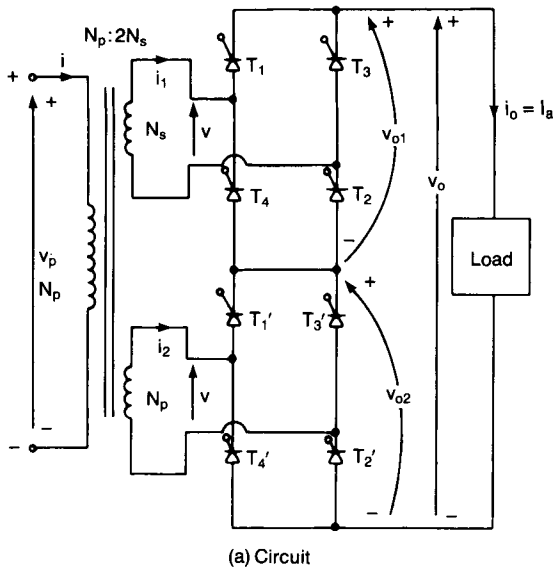 Np : 2Ns
T1
T3
+
+
+
i
i1
i0 = Ia
+
Ns
v
vo1
vo
T4
T2
vp
Np
−
+
Load
T1′
T3′
i2
Np
v
vo2
−
−
T4′
T2′
−
−
(a) Circuit